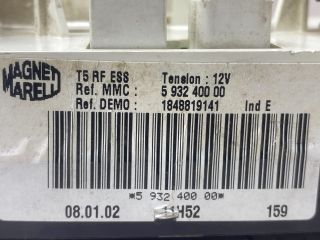 MAGNETI MARELLI
T5 RF ESS Tension : 12V
Ref. MMC : 5 932 400 00
Ref. DEMO : 1848819141 Ind E
*5 932 400 00*
08.01.02 11H52 159